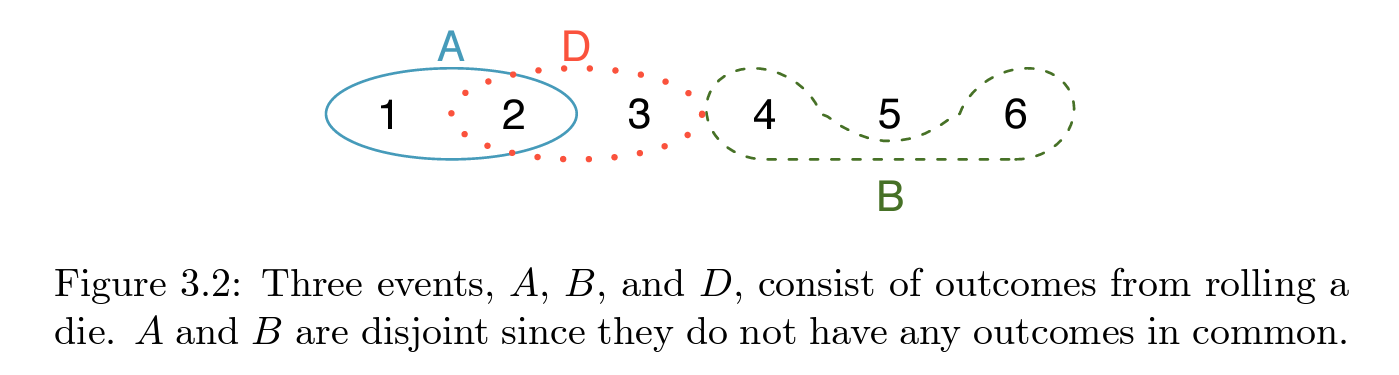 A D
1 2 3 4 5 6
B
Figure 3.2: Three events, A, B, and D, consist of outcomes from rolling a
die. A and B are disjoint since they do not have any outcomes in common.